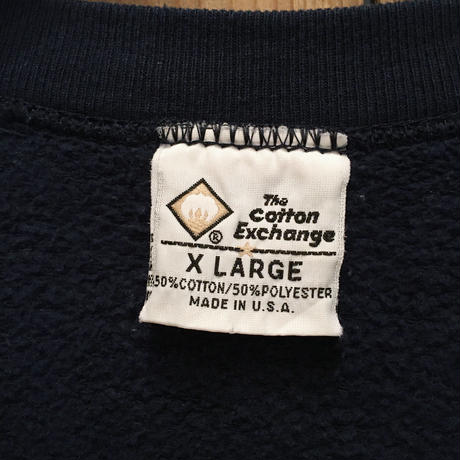 The
Cotton
Exchange
®
X LARGE
50% COTTON/50% POLYESTER
MADE IN U.S.A.